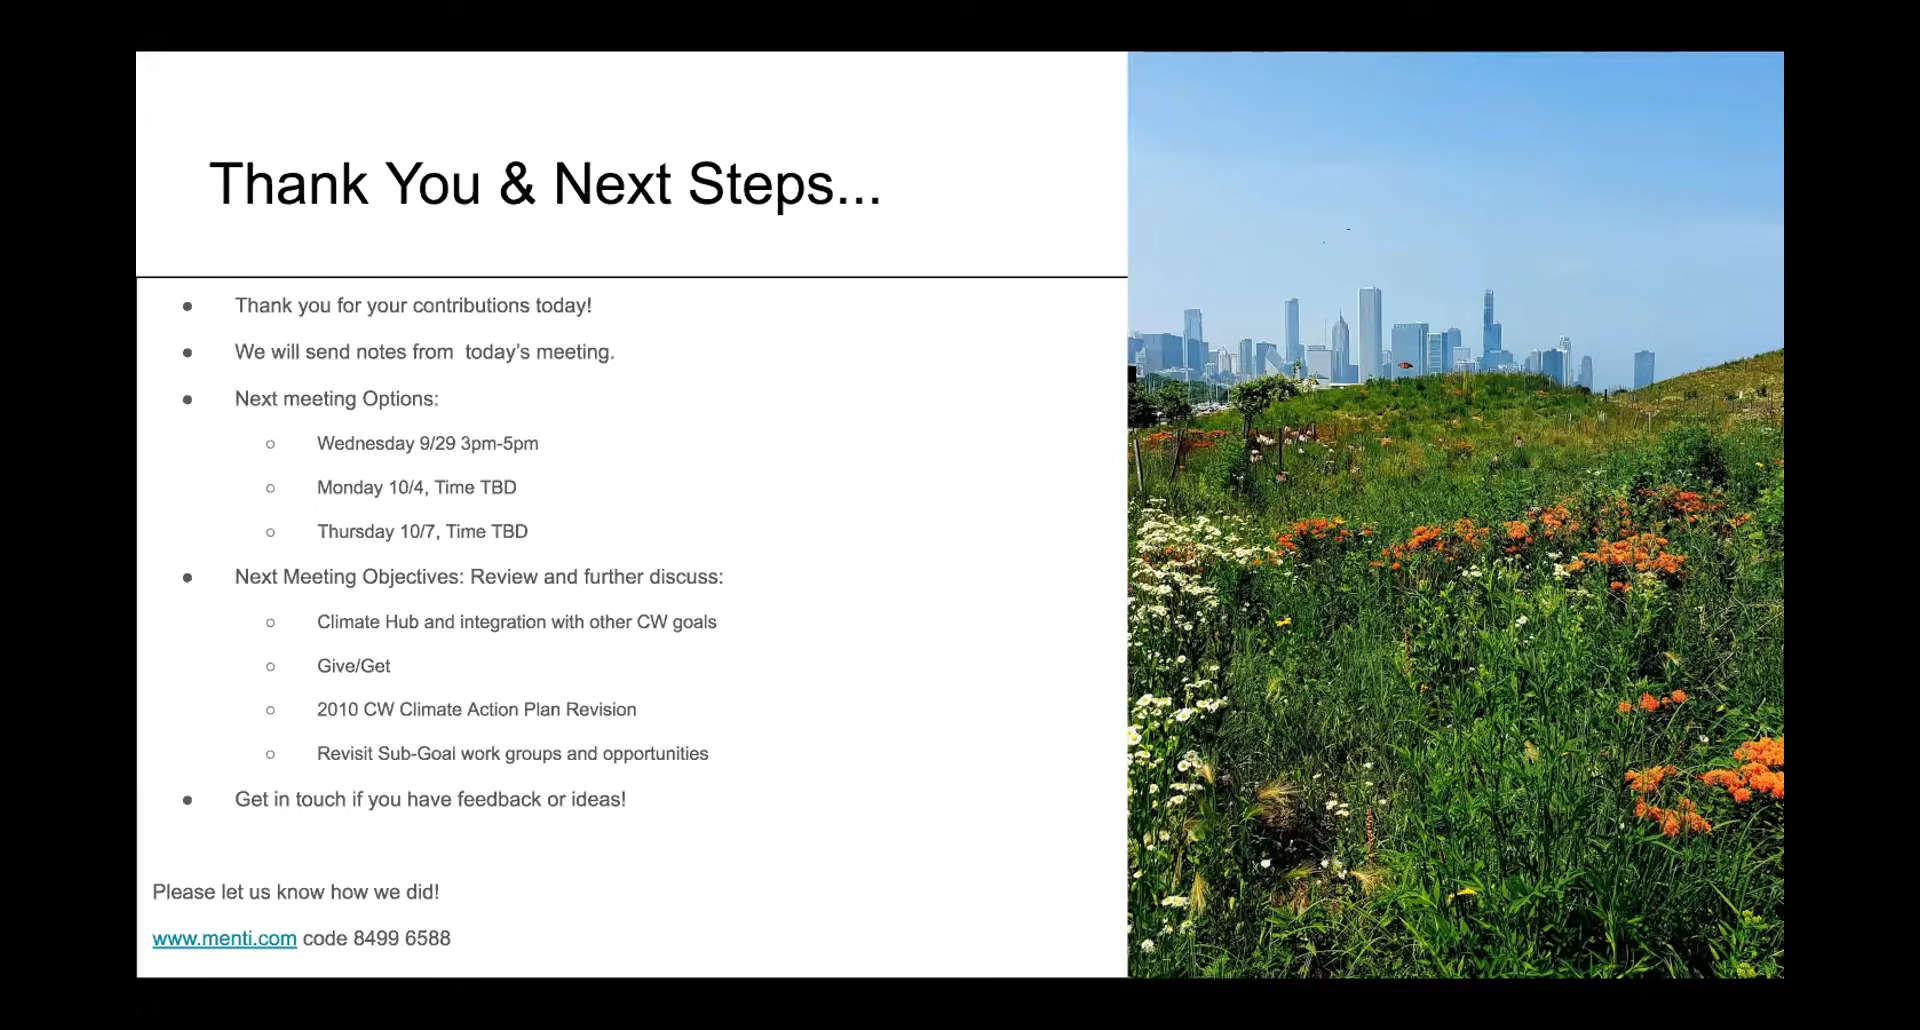 Thank You & Next Steps...
● Thank you for your contributions today!
● We will send notes from  today’s meeting.
● Next meeting Options:
○ Wednesday 9/29 3pm-5pm
○ Monday 10/4, Time TBD
○ Thursday 10/7, Time TBD
● Next Meeting Objectives: Review and further discuss:
○ Climate Hub and integration with other CW goals
○ Give/Get
○ 2010 CW Climate Action Plan Revision
○ Revisit Sub-Goal work groups and opportunities
● Get in touch if you have feedback or ideas!
Please let us know how we did!
www.menti.com code 8499 6588